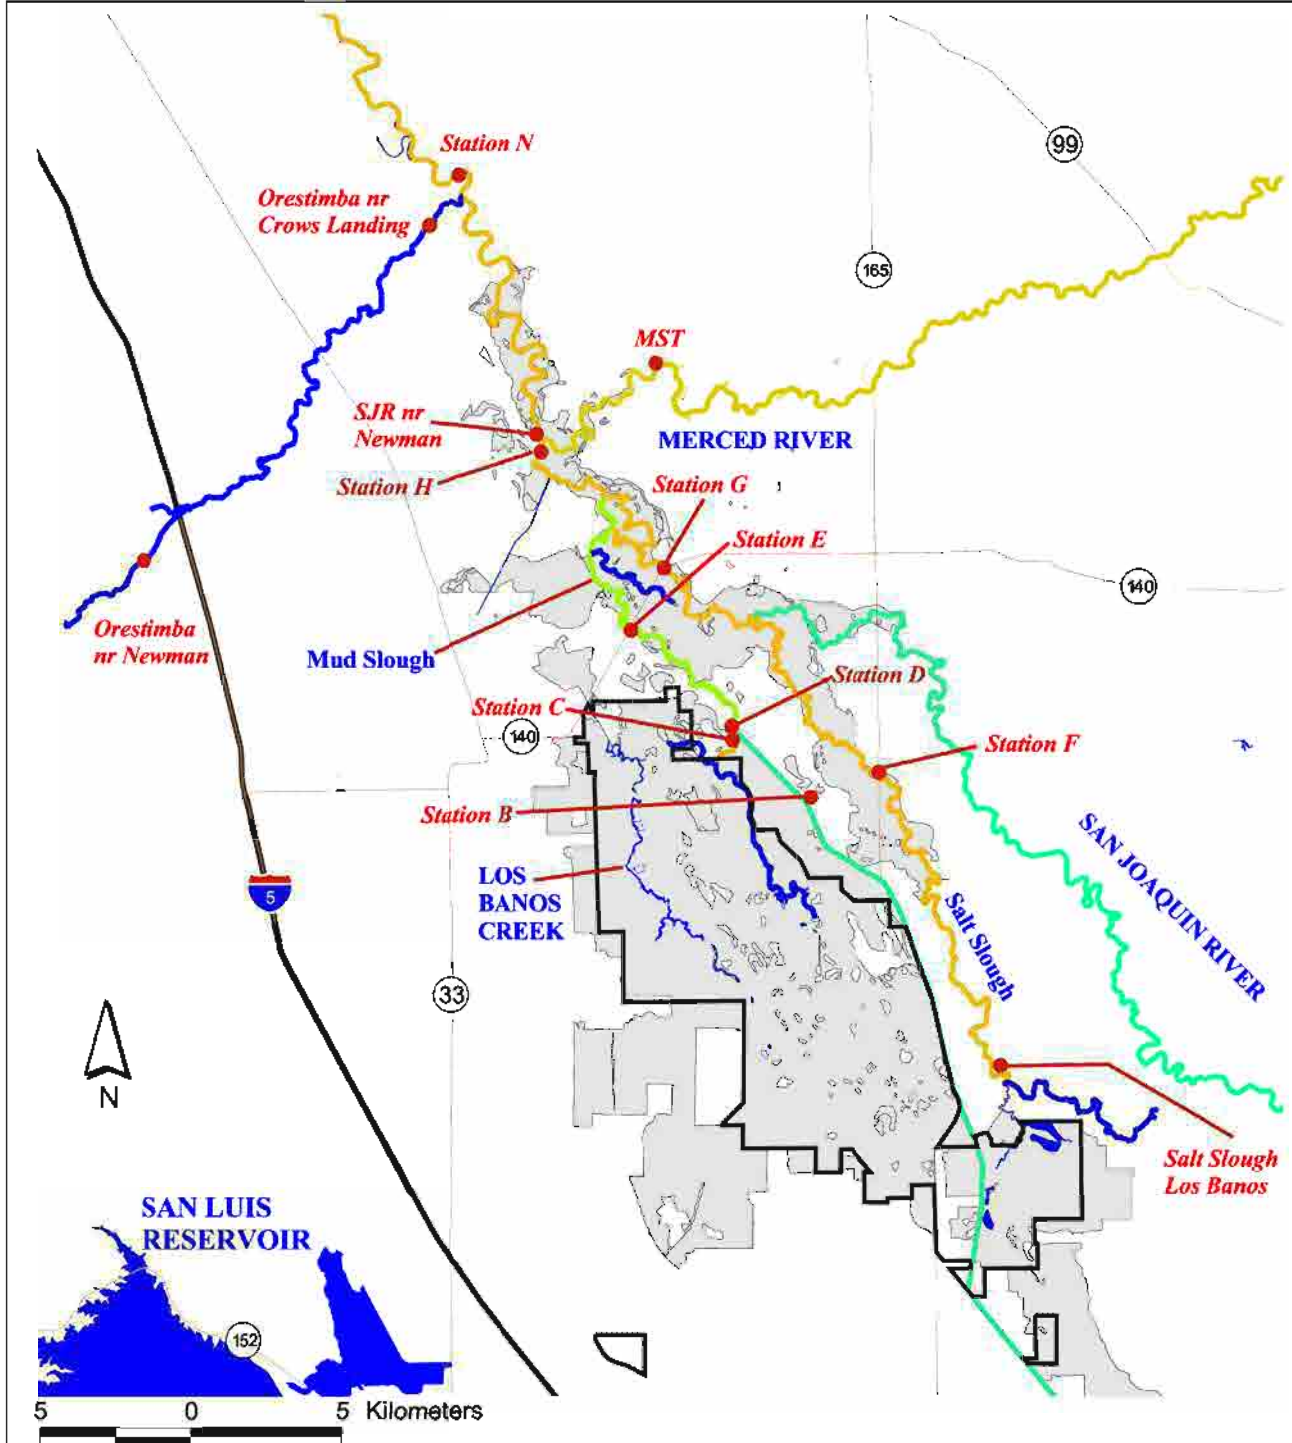 Station N
99
Orestimba nr
Crows Landing
165
MST
SJR nr
Newman
MERCED RIVER
Station H
Station G
Station E
140
Orestimba
nr Newman
Mud Slough
Station D
Station C
140
Station F
Station B
SAN JOAQUIN RIVER
LOS
BANOS
CREEK
5
Salt Slough
33
N
Salt Slough
Los Banos
SAN LUIS
RESERVOIR
152
5 0 5 Kilometers